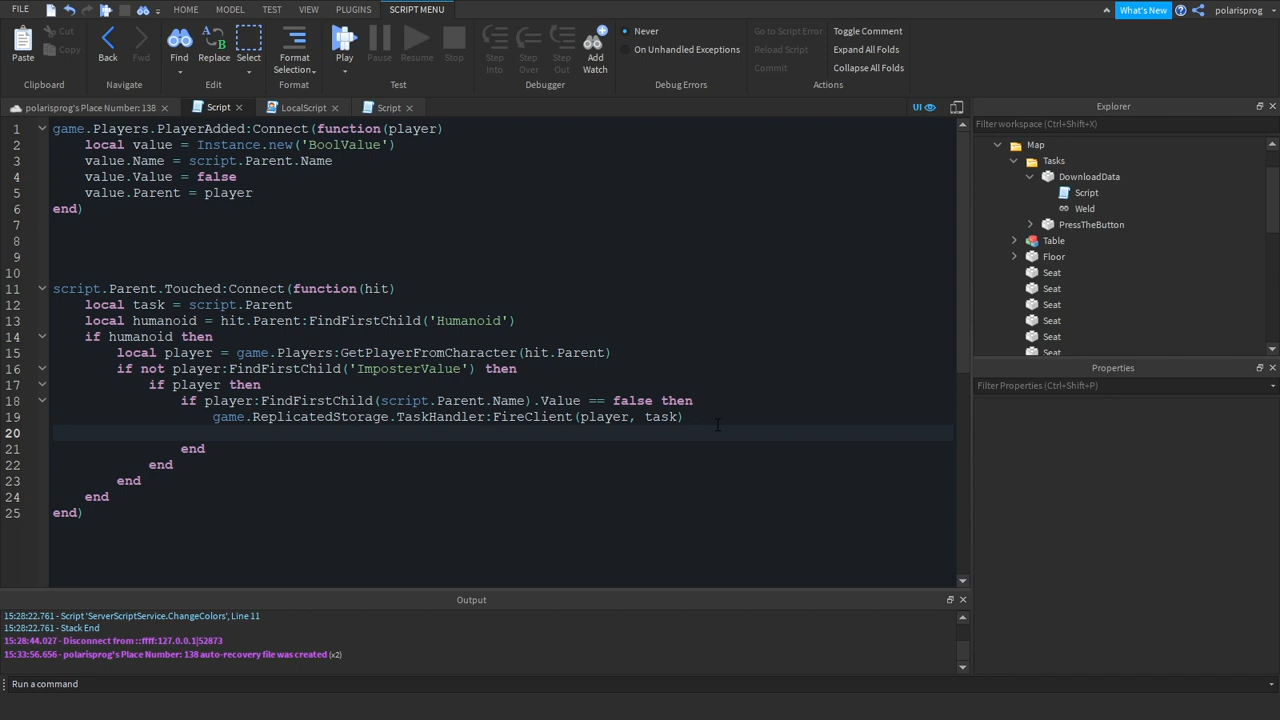 FILE HOME MODEL TEST VIEW PLUGINS SCRIPT MENU What's New polarisprog
Paste Cut Copy Back Fwd Find Replace Select Format Selection Play Pause Resume Stop Step Into Step Over Step Out Add Watch Never On Unhandled Exceptions Go to Script Error Reload Script Commit Toggle Comment Expand All Folds Collapse All Folds
Clipboard Navigate Edit Format Test Debugger Debug Errors Actions
polarisprog's Place Number: 138 Script LocalScript Script UI
1 game.Players.PlayerAdded:Connect(function(player)
2 local value = Instance.new('BoolValue')
3 value.Name = script.Parent.Name
4 value.Value = false
5 value.Parent = player
6 end)
7
8
9
10
11 script.Parent.Touched:Connect(function(hit)
12 local task = script.Parent
13 local humanoid = hit.Parent:FindFirstChild('Humanoid')
14 if humanoid then
15 local player = game.Players:GetPlayerFromCharacter(hit.Parent)
16 if not player:FindFirstChild('ImposterValue') then
17 if player then
18 if player:FindFirstChild(script.Parent.Name).Value == false then
19 game.ReplicatedStorage.TaskHandler:FireClient(player, task)
20
21 end
22 end
23 end
24 end
25 end)
Explorer
Filter workspace (Ctrl+Shift+X)
Map
Tasks
DownloadData
Script
Weld
PressTheButton
Table
Floor
Seat
Seat
Seat
Seat
Seat
Seat
Properties
Filter Properties (Ctrl+Shift+P)
Output
15:28:22.761 - Script 'ServerScriptService.ChangeColors', Line 11
15:28:22.761 - Stack End
15:28:44.027 - Disconnect from ::ffff:127.0.0.1|52873
15:33:56.656 - polarisprog's Place Number: 138 auto-recovery file was created (x2)
Run a command